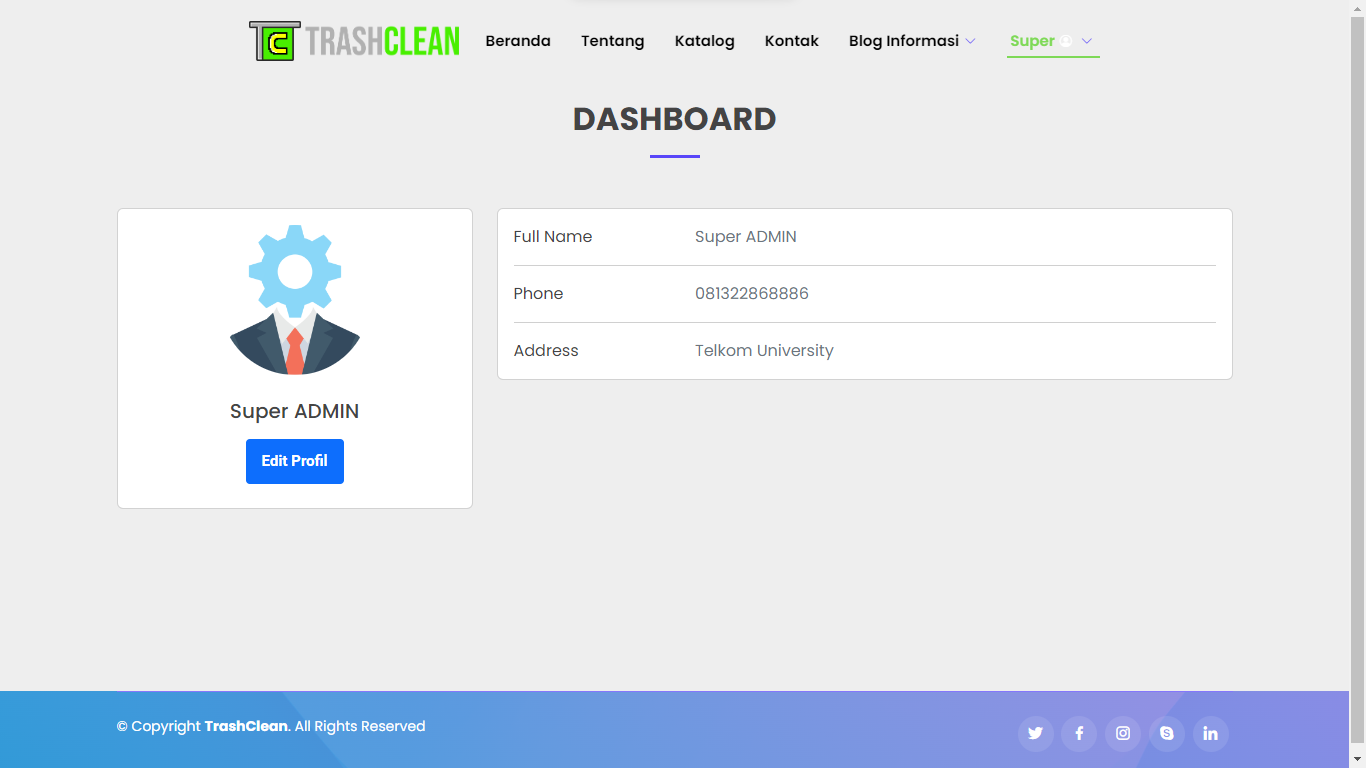 C TRASHCLEAN Beranda Tentang Katalog Kontak Blog Informasi Super
DASHBOARD
Super ADMIN
Edit Profil
Full Name Super ADMIN
Phone 081322868886
Address Telkom University
© Copyright TrashClean. All Rights Reserved